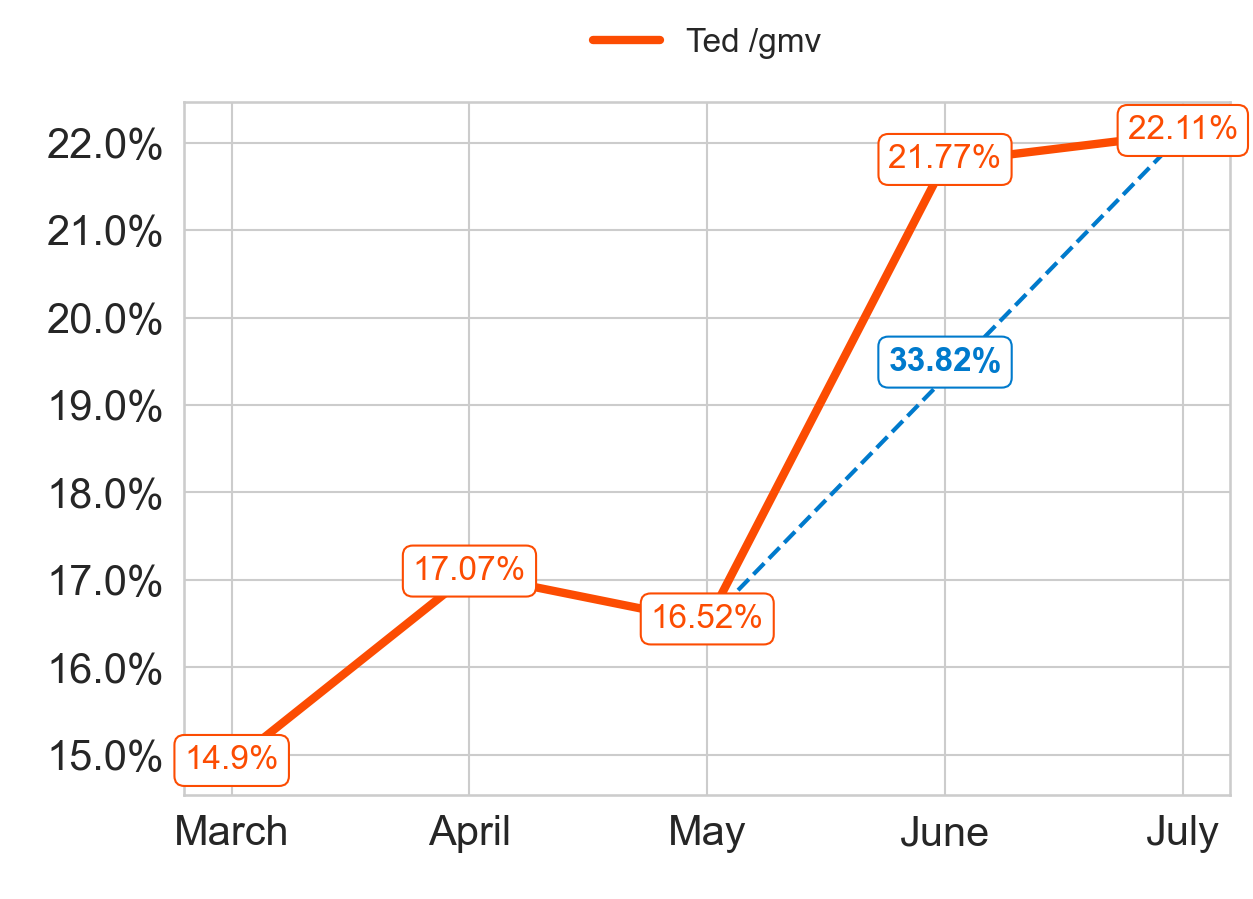 Ted /gmv
22.0%
21.0%
20.0%
19.0%
18.0%
17.0%
16.0%
15.0%
14.9%
17.07%
16.52%
21.77%
22.11%
33.82%
March
April
May
June
July